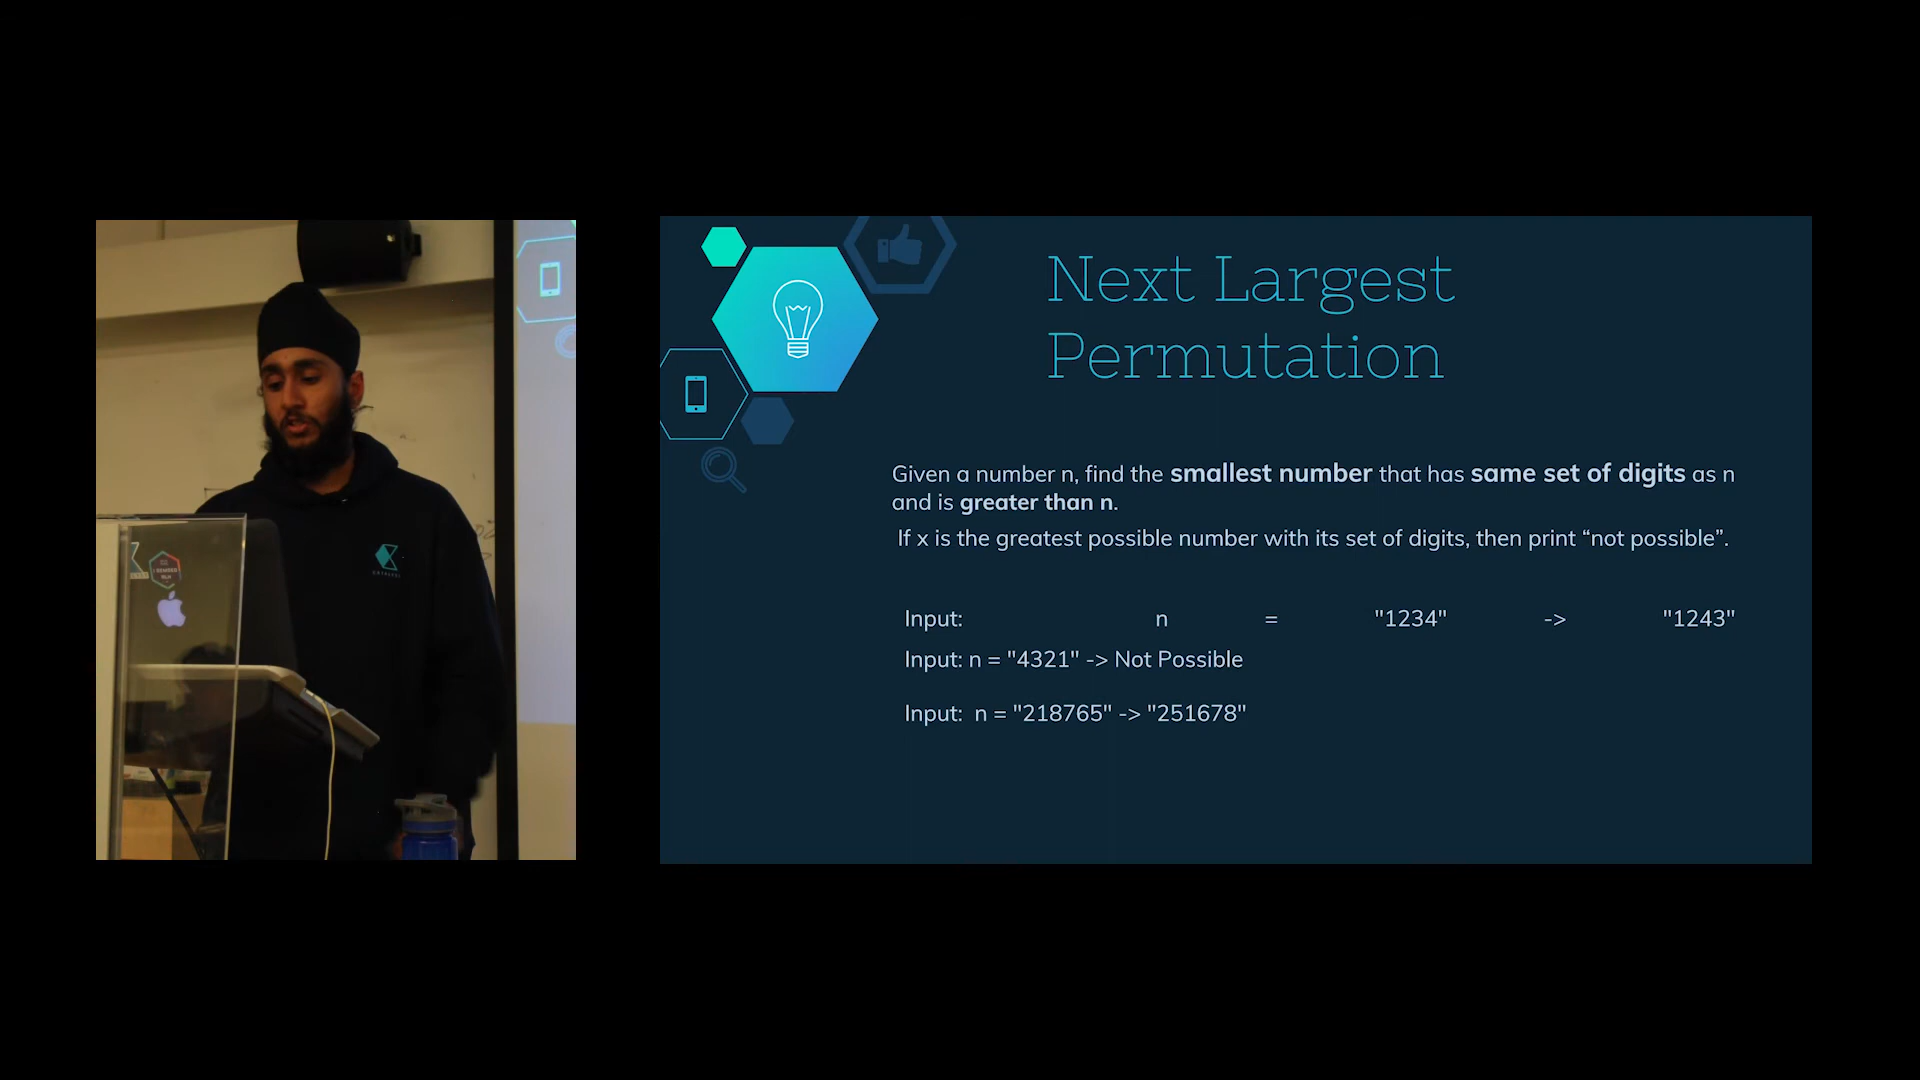 Next Largest
Permutation
Given a number n, find the smallest number that has same set of digits as n
and is greater than n.
If x is the greatest possible number with its set of digits, then print “not possible”.
Input: n = "1234" -> "1243"
Input: n = "4321" -> Not Possible
Input: n = "218765" -> "251678"